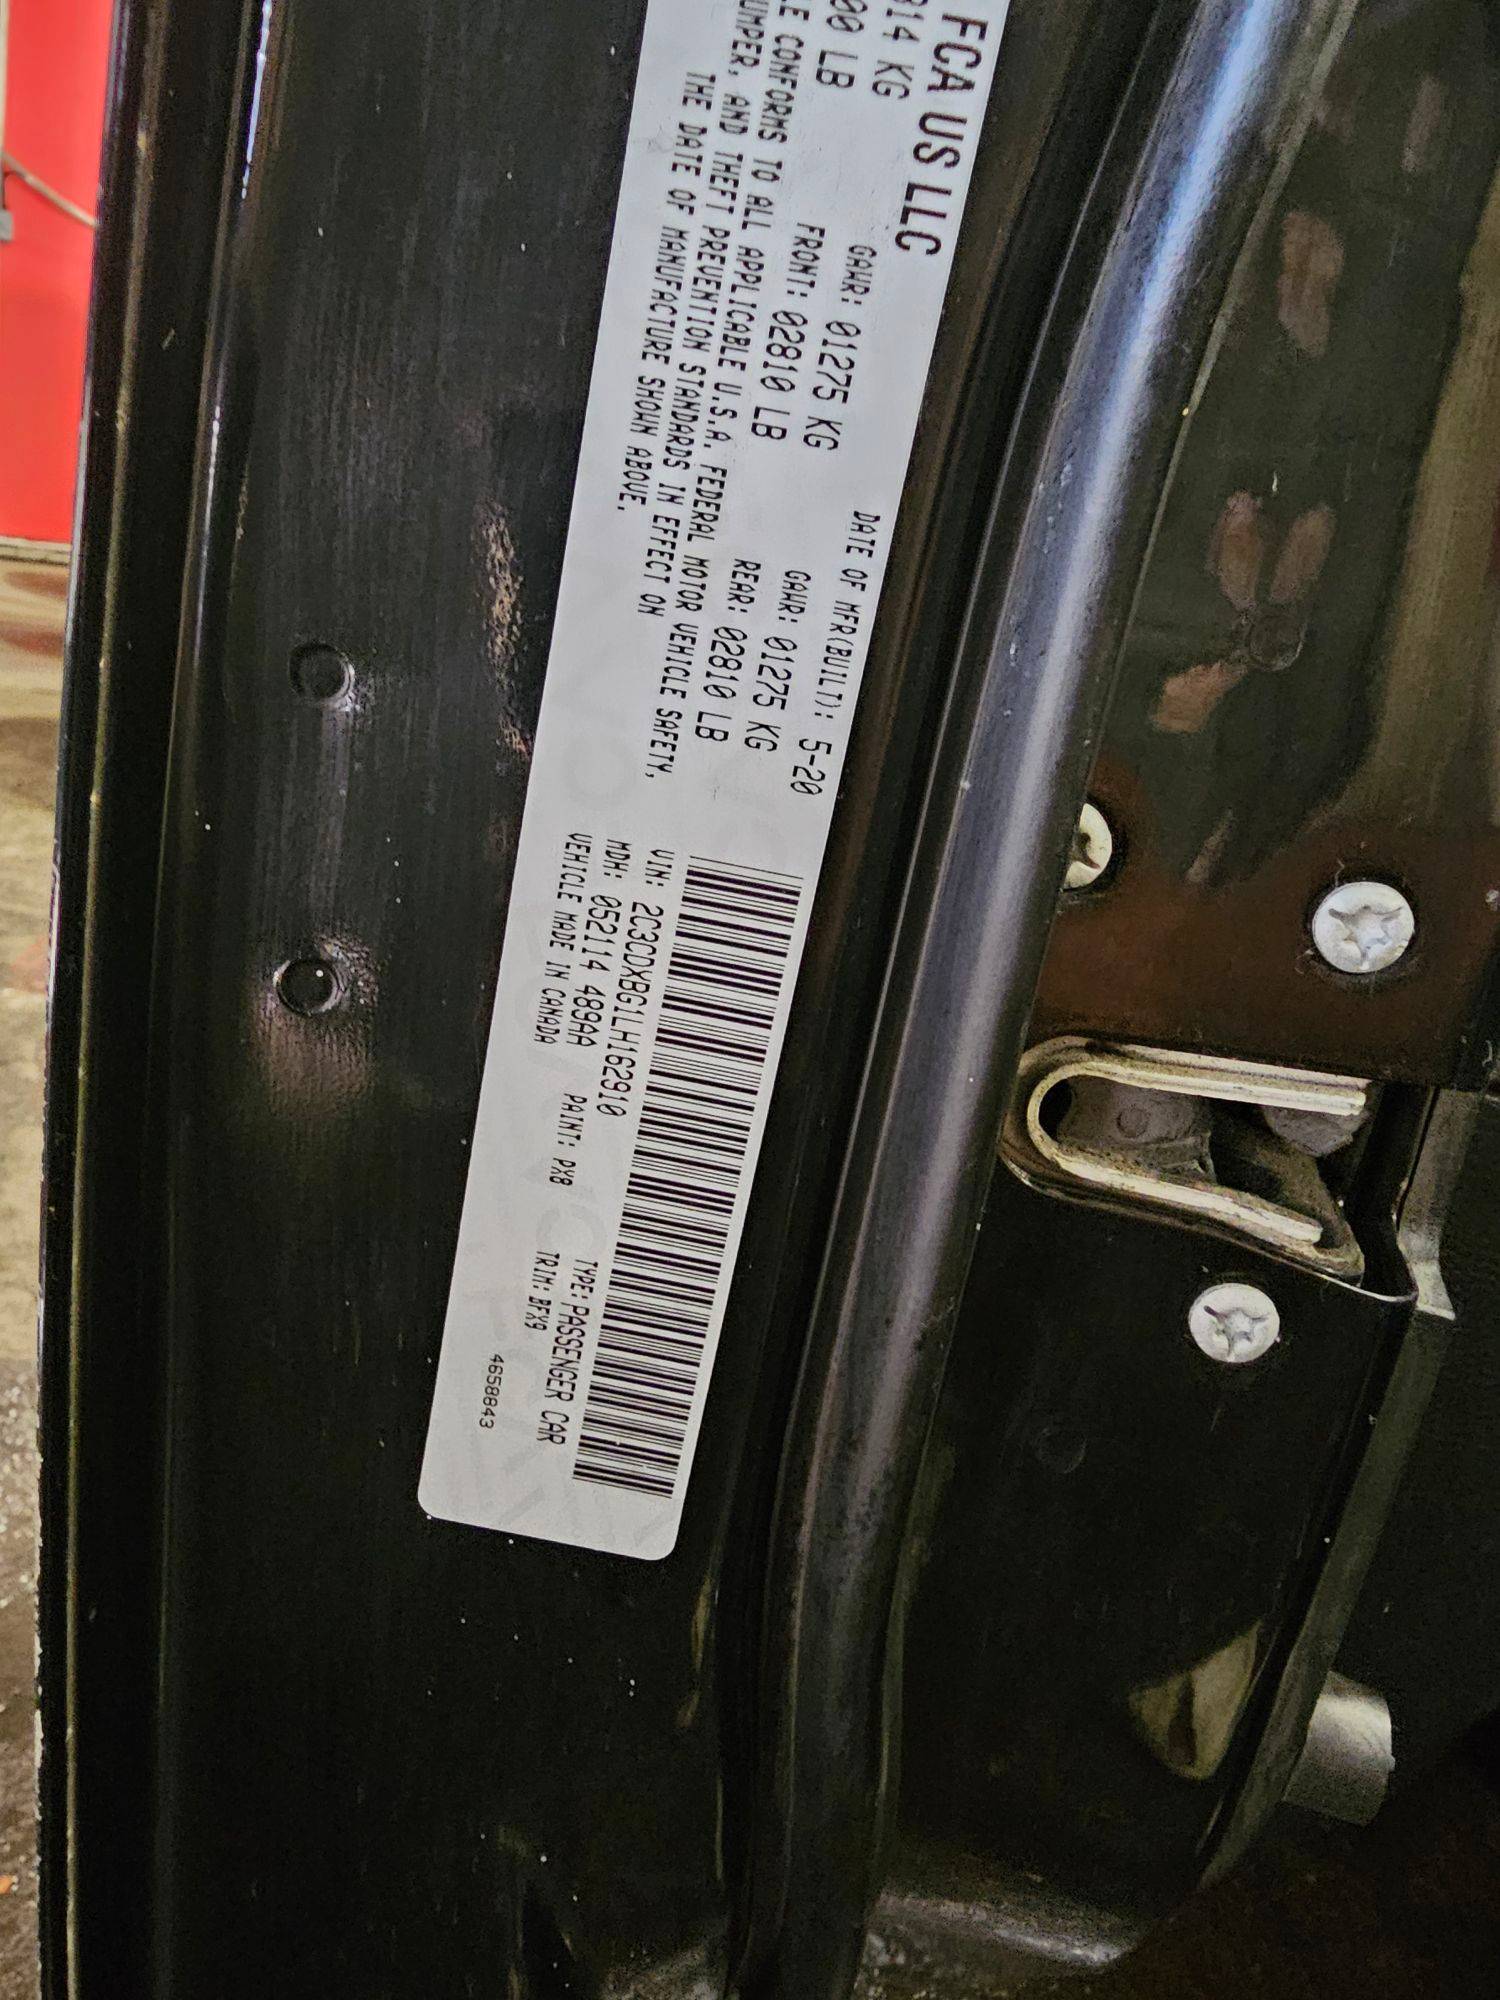 FCA US LLC
DATE OF MFR(BUILT): 5-20
814 KG GAWR: 01275 KG GAWR: 01275 KG
00 LB FRONT: 02810 LB REAR: 02810 LB
LE CONFORMS TO ALL APPLICABLE U.S.A. FEDERAL MOTOR VEHICLE SAFETY,
UMPER, AND THEFT PREVENTION STANDARDS IN EFFECT ON
THE DATE OF MANUFACTURE SHOWN ABOVE.
VIN: 2C3CDXBG1LH162910 TYPE: PASSENGER CAR
MDH: 052114 489AA PAINT: PX8 TRIM: BFX9
VEHICLE MADE IN CANADA
4658843